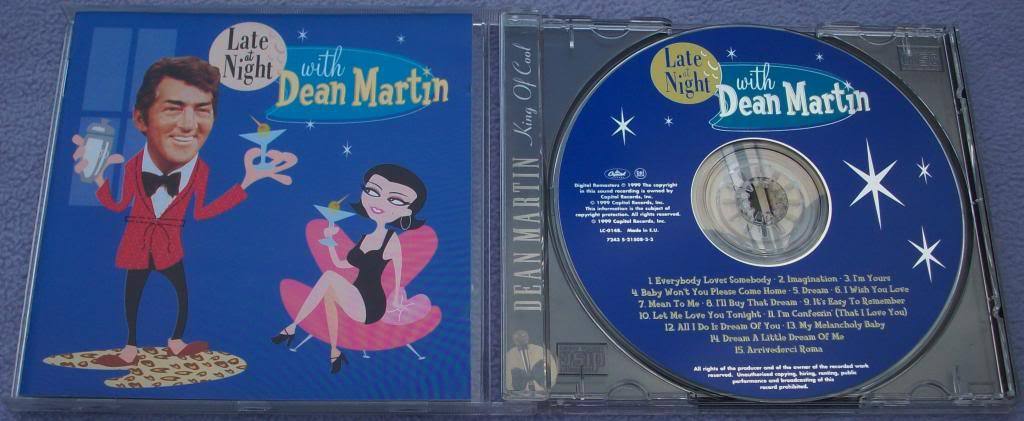 Late
at
Night
with
Dean Martin
DEAN MARTIN King Of Cool
Late
at
Night
with
Dean Martin
Capitol
Digital Remasters © 1999 The copyright
in this sound recording is owned by
Capitol Records, Inc.
© 1999 Capitol Records, Inc.
This information is the subject of
copyright protection. All rights reserved.
© 1999 Capitol Records, Inc.
LC-0148. Made in E.U.
7243 5-21508-2-2
1. Everybody Loves Somebody · 2. Imagination · 3. I'm Yours
4. Baby Won't You Please Come Home · 5. Dream · 6. I Wish You Love
7. Mean To Me · 8. I'll Buy That Dream · 9. It's Easy To Remember
10. Let Me Love You Tonight · 11. I'm Confessin' (That I Love You)
12. All I Do Is Dream Of You · 13. My Melancholy Baby
14. Dream A Little Dream Of Me
15. Arrivederci Roma
All rights of the producer and of the owner of the recorded work
reserved. Unauthorised copying, hiring, renting, public
performance and broadcasting of this
record prohibited.